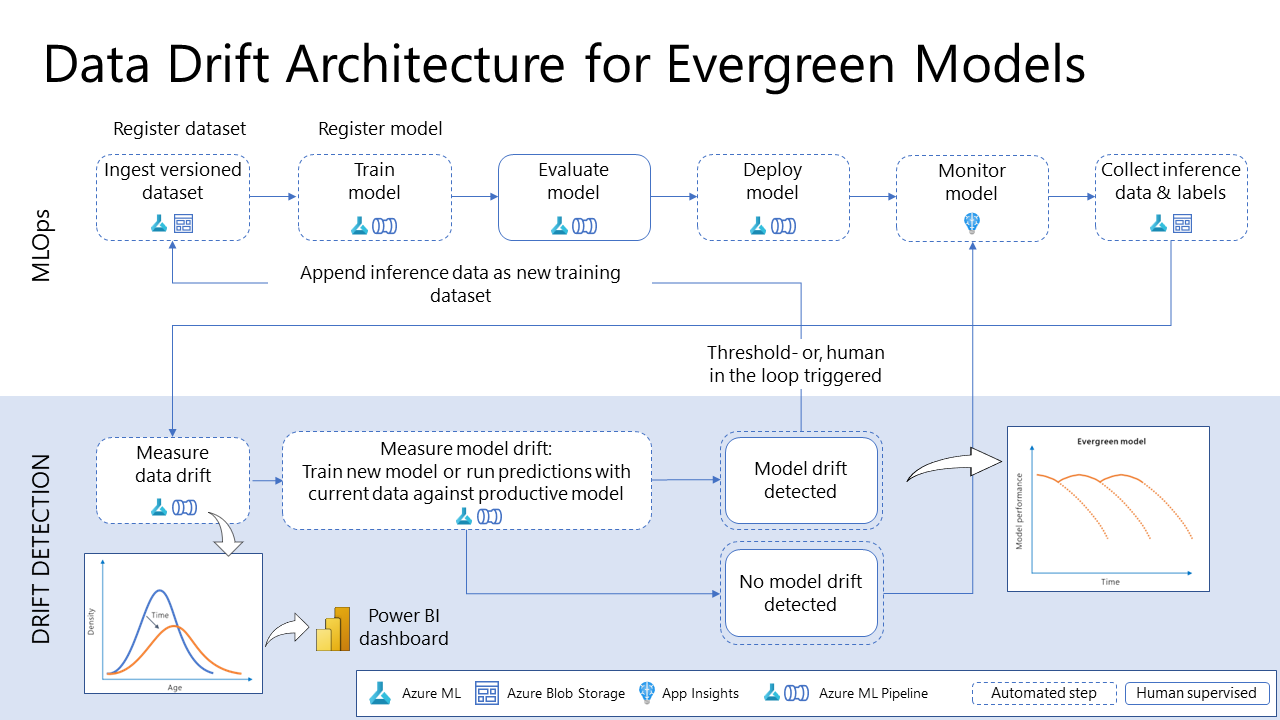 Data Drift Architecture for Evergreen Models
Register dataset
Register model
Ingest versioned
dataset
Train
model
Evaluate
model
Deploy
model
Monitor
model
Collect inference
data & labels
MLOps
Append inference data as new training
dataset
Threshold- or, human
in the loop triggered
DRIFT DETECTION
Measure
data drift
Measure model drift:
Train new model or run predictions with
current data against productive model
Model drift
detected
No model drift
detected
Evergreen model
Model performance
Time
Density
Time
Age
Power BI
dashboard
Azure ML
Azure Blob Storage
App Insights
Azure ML Pipeline
Automated step
Human supervised